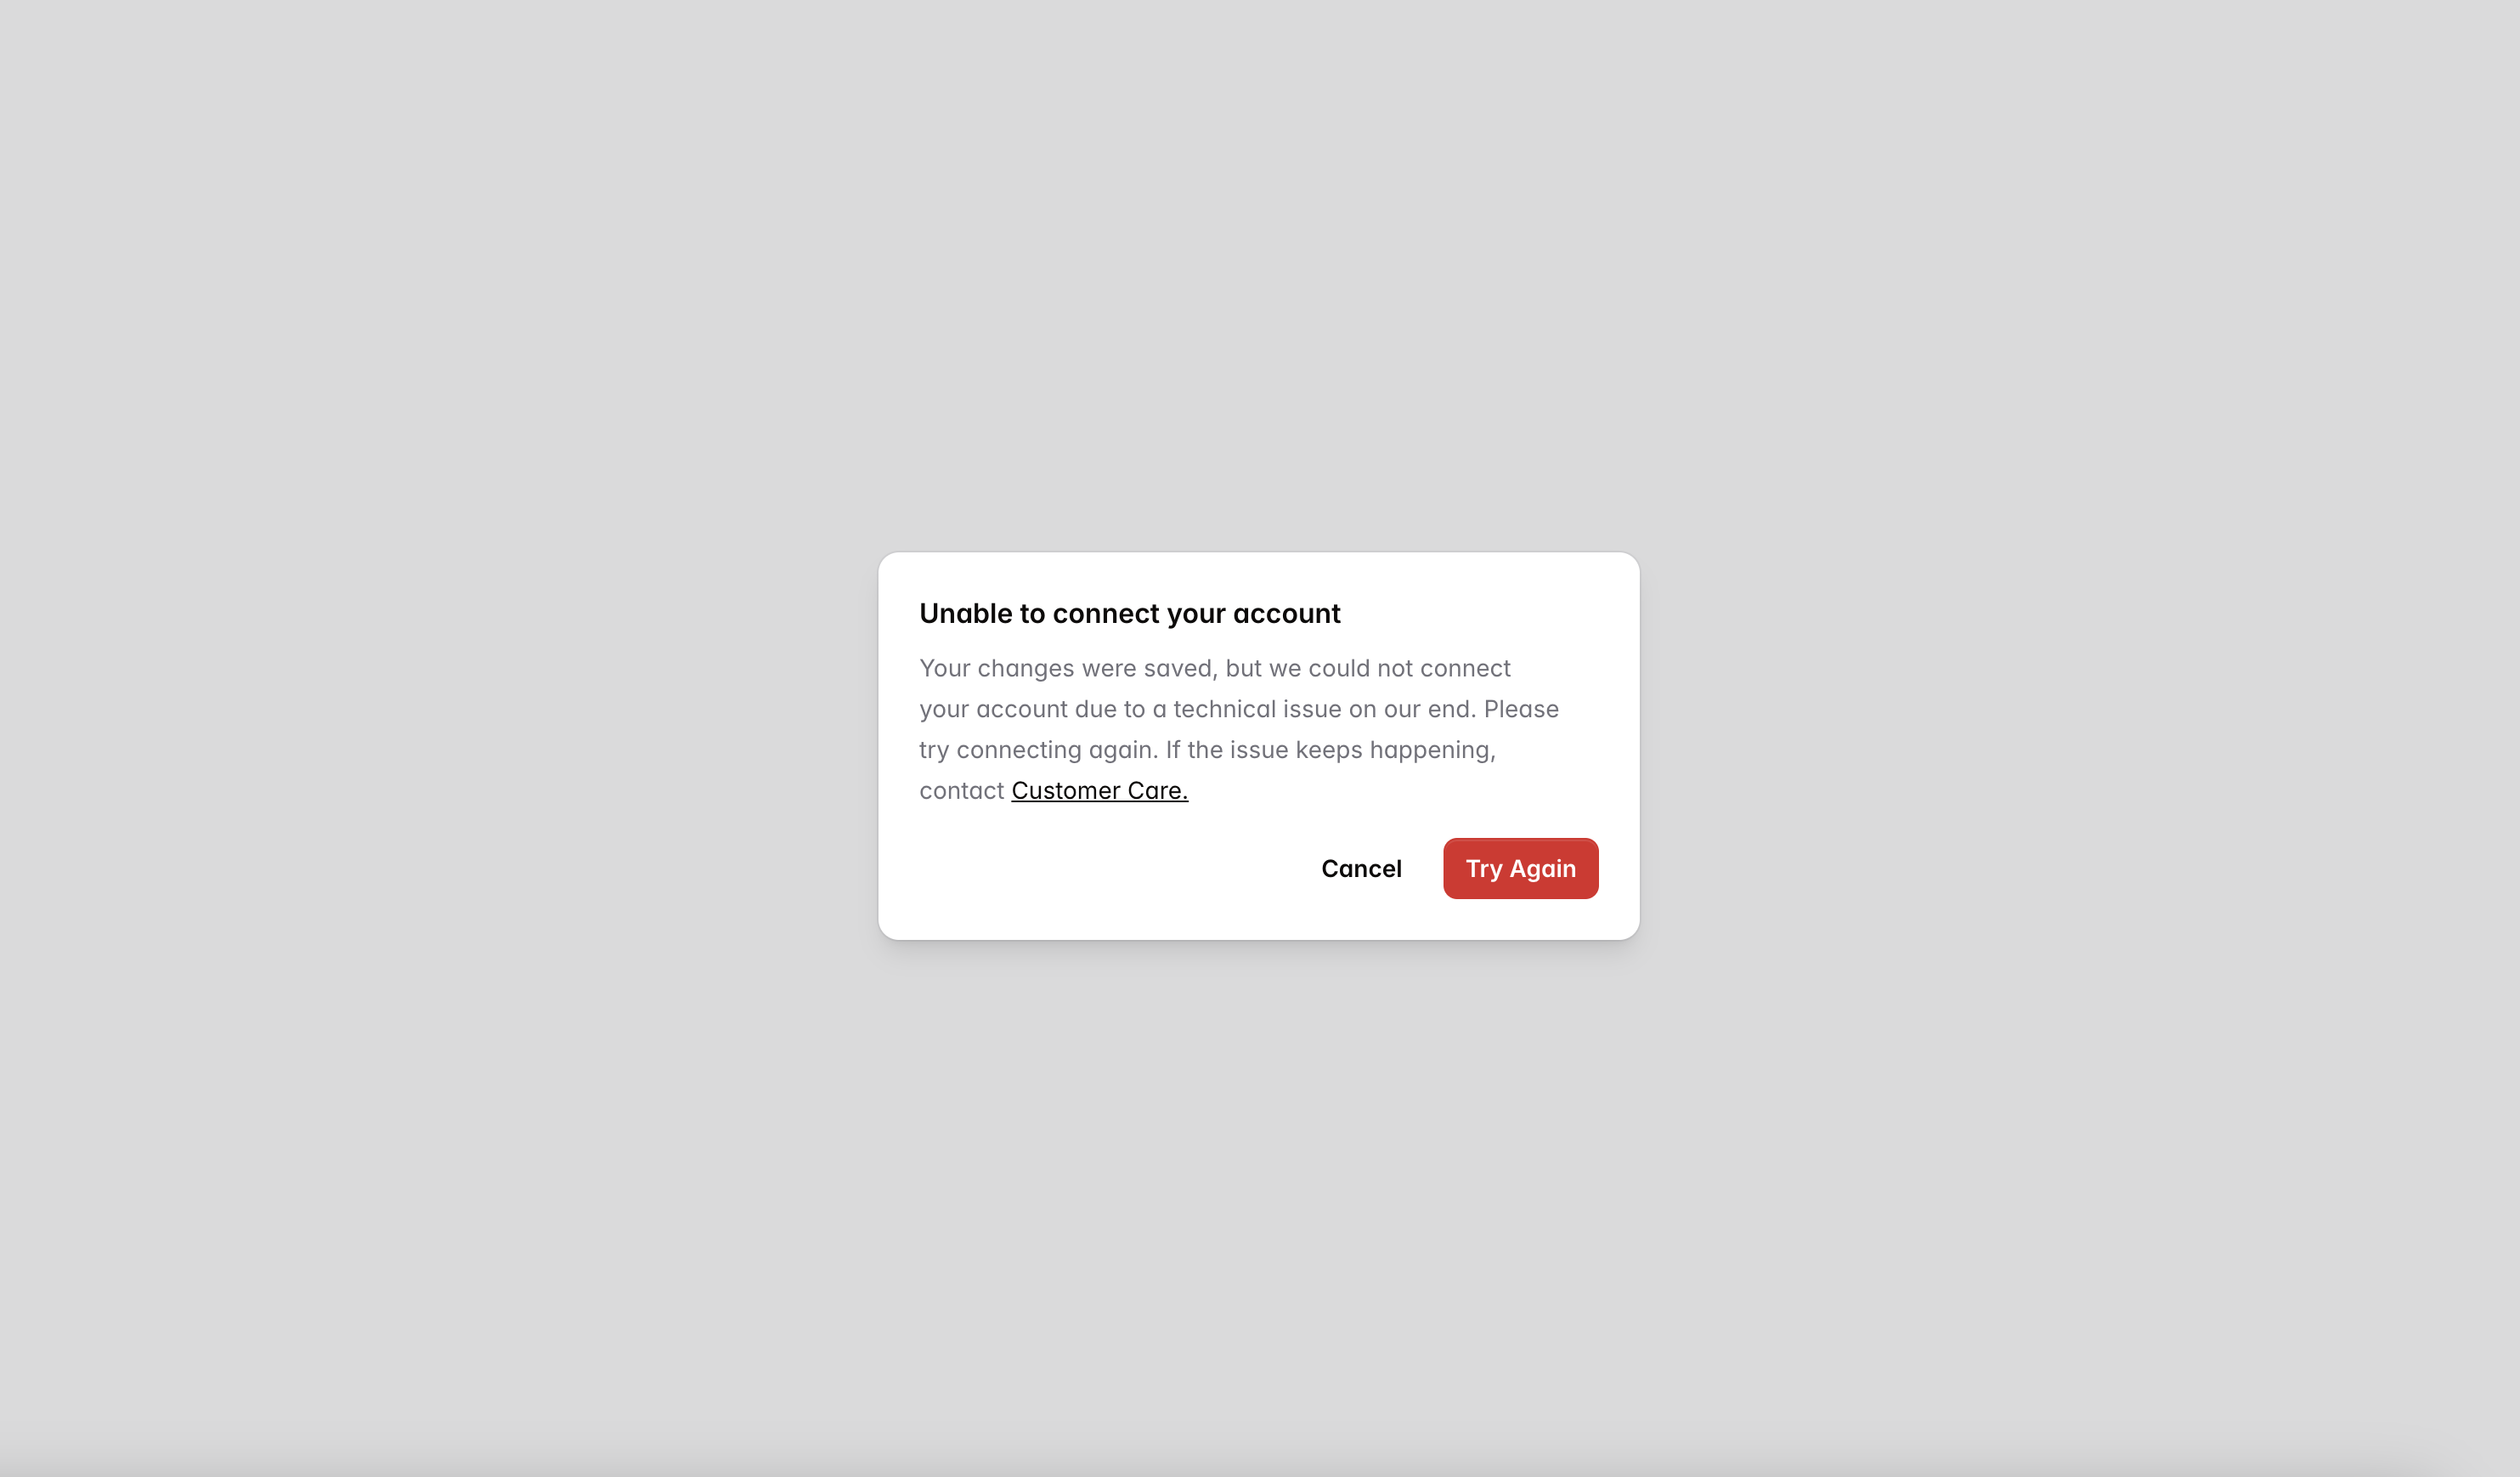 Unable to connect your account
Your changes were saved, but we could not connect
your account due to a technical issue on our end. Please
try connecting again. If the issue keeps happening,
contact Customer Care.
Cancel
Try Again